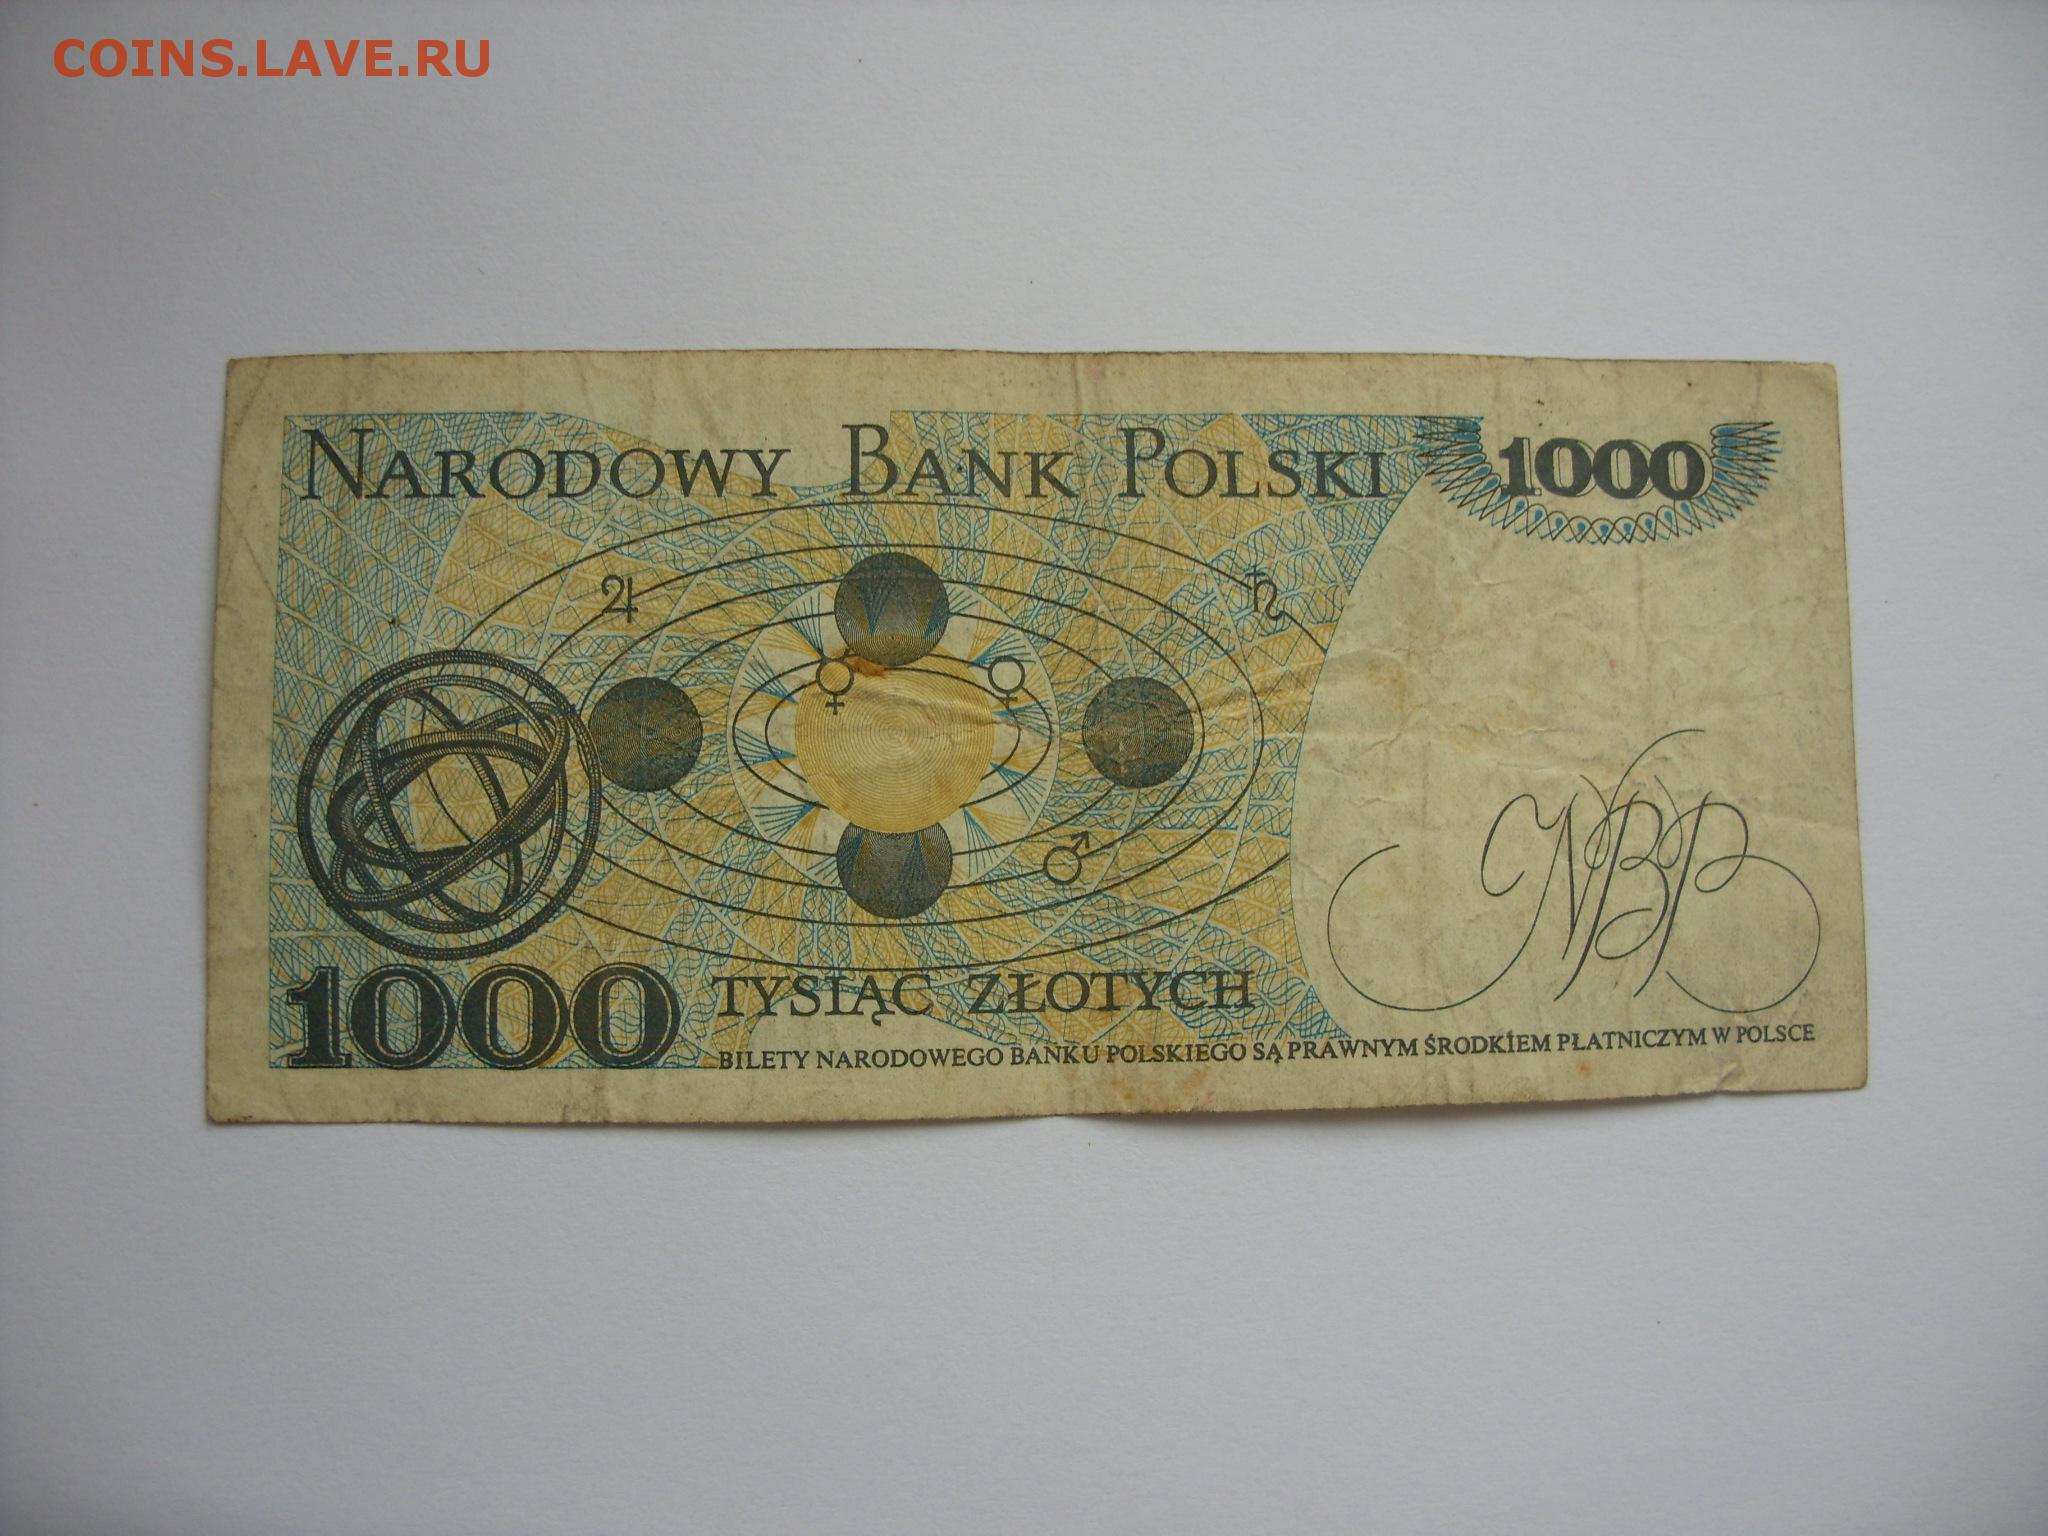 COINS.LAVE.RU
NARODOWY BANK POLSKI
1000
♃
♄
☿ ♀
♂
NBP
1000 TYSIĄC ZŁOTYCH
BILETY NARODOWEGO BANKU POLSKIEGO SĄ PRAWNYM ŚRODKIEM PŁATNICZYM W POLSCE